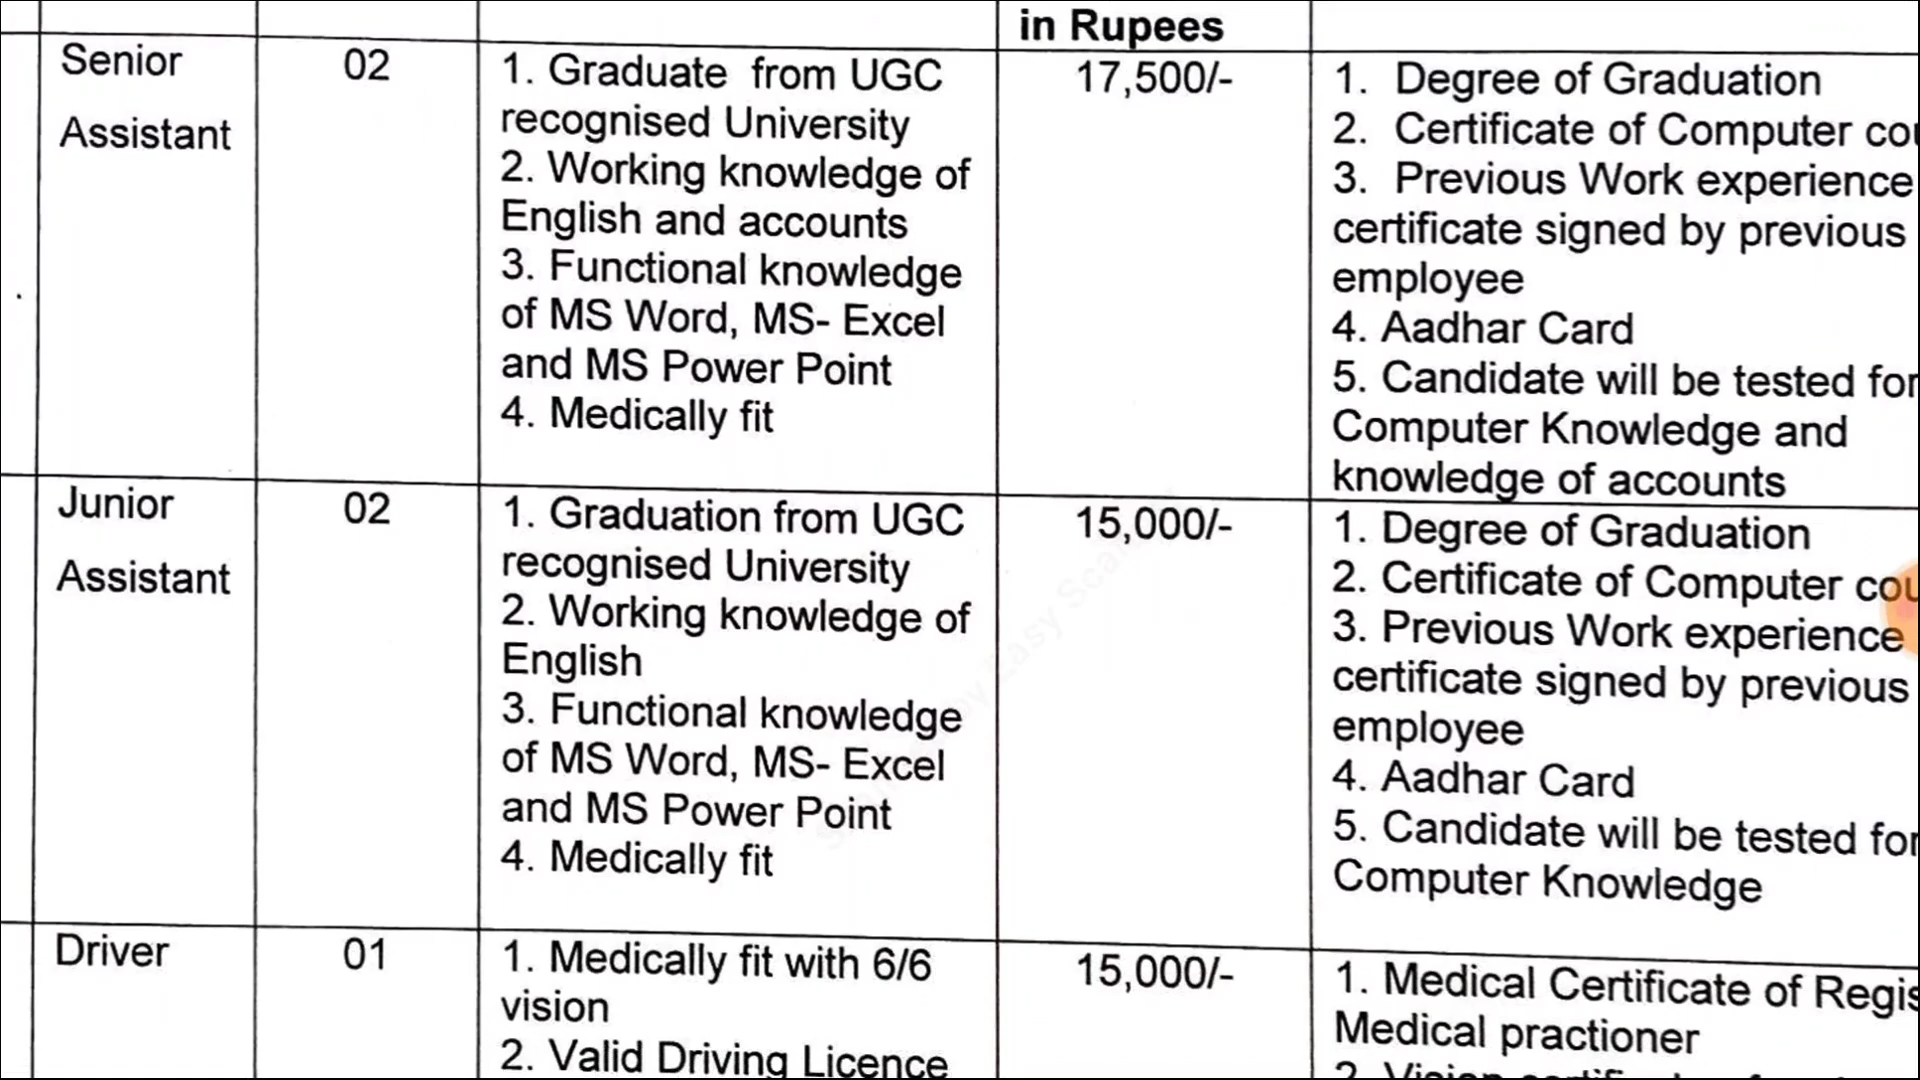 in Rupees
Senior
Assistant
02
1. Graduate from UGC
recognised University
2. Working knowledge of
English and accounts
3. Functional knowledge
of MS Word, MS- Excel
and MS Power Point
4. Medically fit
17,500/-
1. Degree of Graduation
2. Certificate of Computer
3. Previous Work experience
certificate signed by previous
employee
4. Aadhar Card
5. Candidate will be tested for
Computer Knowledge and
knowledge of accounts
Junior
Assistant
02
1. Graduation from UGC
recognised University
2. Working knowledge of
English
3. Functional knowledge
of MS Word, MS- Excel
and MS Power Point
4. Medically fit
15,000/-
1. Degree of Graduation
2. Certificate of Computer
3. Previous Work experience
certificate signed by previous
employee
4. Aadhar Card
5. Candidate will be tested for
Computer Knowledge
Driver
01
1. Medically fit with 6/6
vision
2. Valid Driving Licence
15,000/-
1. Medical Certificate of
Medical practioner